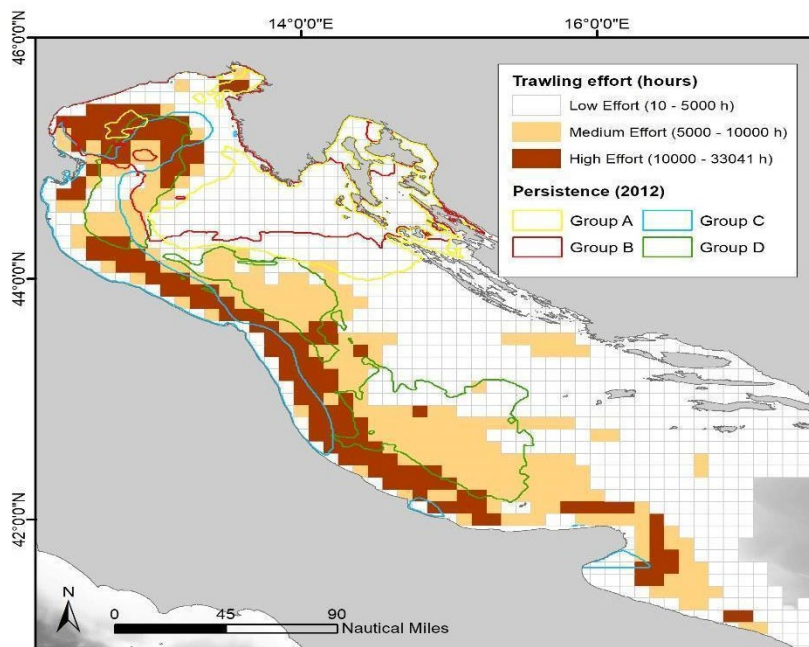 14°0'0"E
16°0'0"E
46°0'0"N
44°0'0"N
42°0'0"N
Trawling effort (hours)
Low Effort (10 - 5000 h)
Medium Effort (5000 - 10000 h)
High Effort (10000 - 33041 h)
Persistence (2012)
Group A
Group C
Group B
Group D
N
0
45
90
Nautical Miles